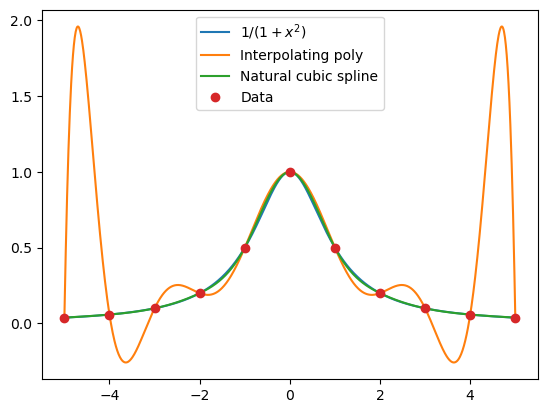 2.0
1.5
1.0
0.5
0.0
1/(1 + x²)
Interpolating poly
Natural cubic spline
Data
−4
−2
0
2
4